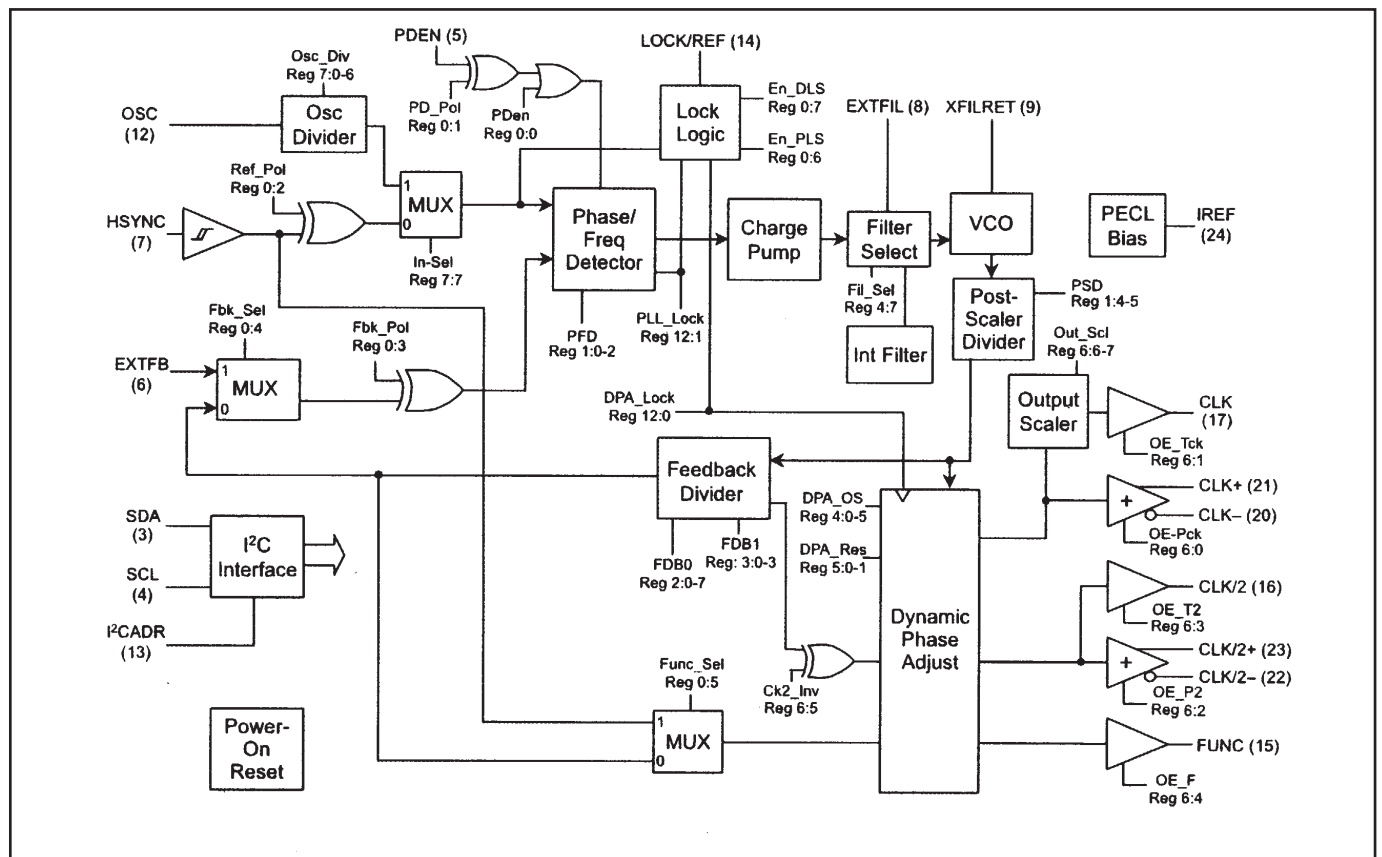 PDEN (5)
LOCK/REF (14)
Osc_Div
Reg 7:0-6
OSC
(12)
Osc
Divider
PD_Pol
Reg 0:1
PDen
Reg 0:0
Lock
Logic
En_DLS
Reg 0:7
En_PLS
Reg 0:6
EXTFIL (8)
XFILRET (9)
Ref_Pol
Reg 0:2
HSYNC
(7)
1
MUX
0
In-Sel
Reg 7:7
Phase/
Freq
Detector
Charge
Pump
Filter
Select
VCO
PECL
Bias
IREF
(24)
Fil_Sel
Reg 4:7
Post-
Scaler
Divider
PSD
Reg 1:4-5
Fbk_Sel
Reg 0:4
Fbk_Pol
Reg 0:3
PFD
Reg 1:0-2
PLL_Lock
Reg 12:1
Int Filter
Out_Scl
Reg 6:6-7
EXTFB
(6)
1
MUX
0
DPA_Lock
Reg 12:0
Output
Scaler
CLK
(17)
OE_Tck
Reg 6:1
Feedback
Divider
DPA_OS
Reg 4:0-5
+
CLK+ (21)
CLK– (20)
OE-Pck
Reg 6:0
SDA
(3)
SCL
(4)
I²C
Interface
I²CADR
(13)
FDB0
Reg 2:0-7
FDB1
Reg: 3:0-3
DPA_Res
Reg 5:0-1
Dynamic
Phase
Adjust
CLK/2 (16)
OE_T2
Reg 6:3
+
CLK/2+ (23)
CLK/2– (22)
OE_P2
Reg 6:2
Func_Sel
Reg 0:5
Ck2_Inv
Reg 6:5
Power-
On
Reset
1
MUX
0
FUNC (15)
OE_F
Reg 6:4